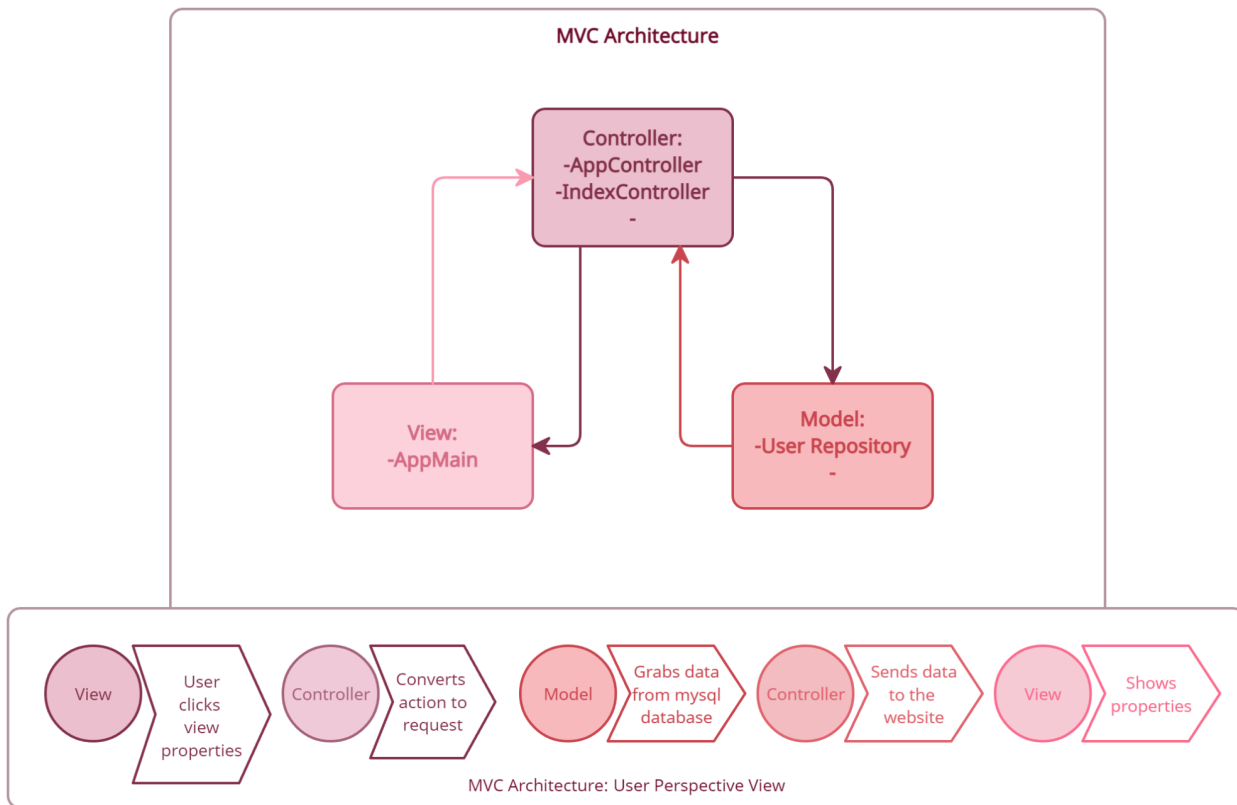 MVC Architecture
Controller:
-AppController
-IndexController
-
View:
-AppMain
Model:
-User Repository
-
View
User
clicks
view
properties
Controller
Converts
action to
request
Model
Grabs data
from mysql
database
Controller
Sends data
to the
website
View
Shows
properties
MVC Architecture: User Perspective View